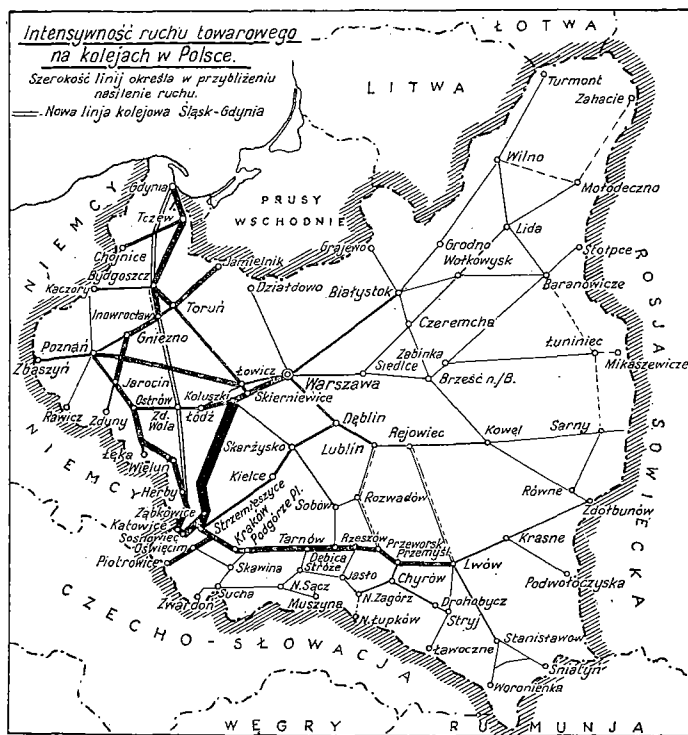 Intensywność ruchu towarowego
na kolejach w Polsce.
Szerokość linij określa w przybliżeniu
nasilenie ruchu.
Nowa linja kolejowa Śląsk-Gdynia
ŁOTWA
LITWA
PRUSY
WSCHODNIE
NIEMCY
NIEMCY
ROSJA SOWIECKA
CZECHO-SŁOWACJA
WĘGRY
RUMUNJA
Turmont
Zahacie
Wilno
Mołodeczno
Gdynia
Tczew
Chojnice
Bydgoszcz
Kaczory
Jamielnik
Działdowo
Grajewo
Grodno
Lida
Wołkowysk
Stołpce
Baranowicze
Białystok
Inowrocław
Toruń
Gniezno
Czeremcha
Poznań
Zbąszyń
Łowicz
Warszawa
Siedlce
Żabinka
Brześć n./B.
Łuniniec
Mikaszewicze
Jarocin
Ostrów
Rawicz
Zduny
Zd.
Wola
Łódź
Koluszki
Skierniewice
Dęblin
Skarżysko
Lublin
Rejowiec
Kowel
Sarny
Łęka
Wieluń
Herby
Kielce
Sobów
Rozwadów
Równe
Zdołbunów
Ząbkowice
Katowice
Sosnowiec
Oświęcim
Piotrowice
Strzemieszyce
Kraków
Podgórze Pł.
Tarnów
Rzeszów
Przeworsk
Przemyśl
Lwów
Krasne
Podwołoczyska
Skawina
Dębica
Stróże
Jasło
Chyrów
Drohobycz
Stryj
Sucha
Zwardoń
N.Sącz
Muszyna
N.Zagórz
N.Łupków
Ławoczne
Stanisławów
Śniatyn
Woronienka